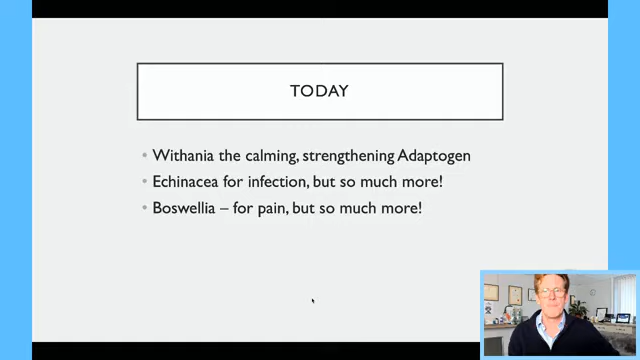 TODAY
• Withania the calming, strengthening Adaptogen
• Echinacea for infection, but so much more!
• Boswellia – for pain, but so much more!